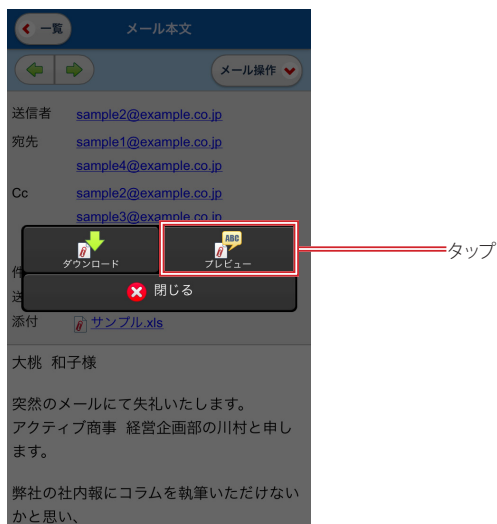 一覧
メール本文
メール操作
送信者 sample2@example.co.jp
宛先 sample1@example.co.jp
sample4@example.co.jp
Cc sample2@example.co.jp
sample3@example.co.jp
ABC
ダウンロード
プレビュー
タップ
件
閉じる
送
添付 サンプル.xls
大桃 和子様
突然のメールにて失礼いたします。
アクティブ商事 経営企画部の川村と申し
ます。
弊社の社内報にコラムを執筆いただけない
かと思い、